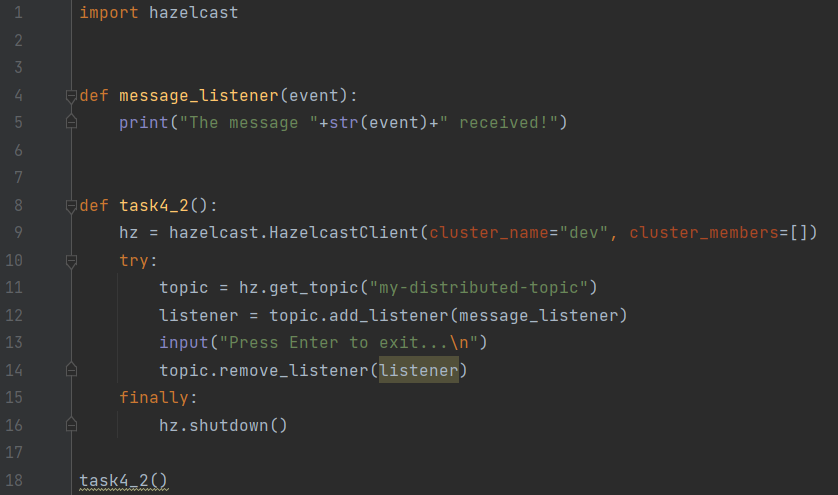 1 import hazelcast
2
3
4 def message_listener(event):
5     print("The message "+str(event)+" received!")
6
7
8 def task4_2():
9     hz = hazelcast.HazelcastClient(cluster_name="dev", cluster_members=[])
10     try:
11         topic = hz.get_topic("my-distributed-topic")
12         listener = topic.add_listener(message_listener)
13         input("Press Enter to exit...\n")
14         topic.remove_listener(listener)
15     finally:
16         hz.shutdown()
17
18 task4_2()